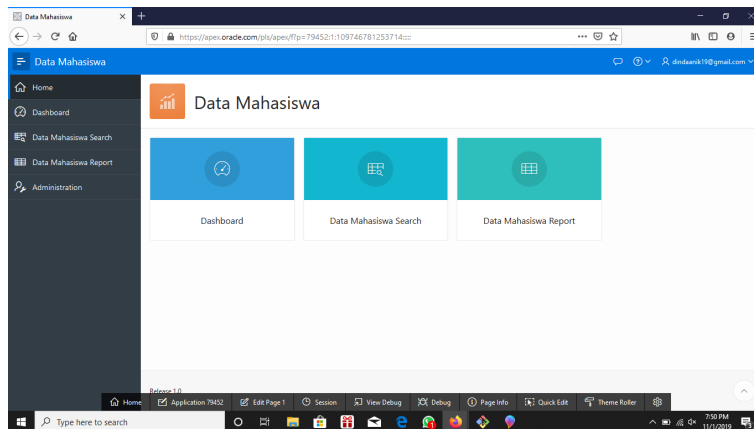 Data Mahasiswa
https://apex.oracle.com/pls/apex/f?p=79452:1:109746781253714:::::
Data Mahasiswa
dindaanik19@gmail.com
Home
Dashboard
Data Mahasiswa Search
Data Mahasiswa Report
Administration
Data Mahasiswa
Dashboard
Data Mahasiswa Search
Data Mahasiswa Report
Release 1.0
Home
Application 79452
Edit Page 1
Session
View Debug
Debug
Page Info
Quick Edit
Theme Roller
Type here to search
7:50 PM
11/1/2019